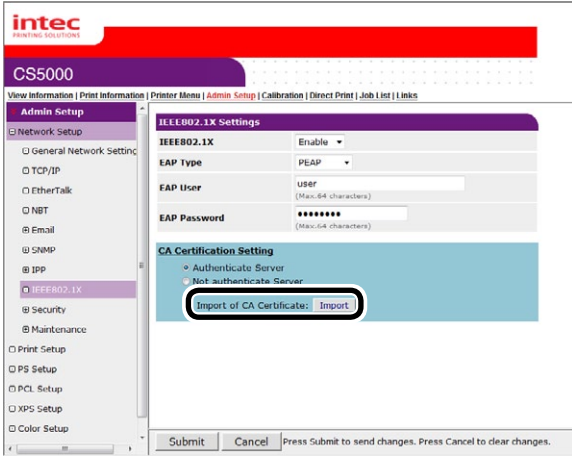 intec
PRINTING SOLUTIONS
CS5000
View Information | Print Information | Printer Menu | Admin Setup | Calibration | Direct Print | Job List | Links
Admin Setup
Network Setup
General Network Setting
TCP/IP
EtherTalk
NBT
Email
SNMP
IPP
IEEE802.1X
Security
Maintenance
Print Setup
PS Setup
PCL Setup
XPS Setup
Color Setup
IEEE802.1X Settings
IEEE802.1X Enable
EAP Type PEAP
EAP User user
(Max.64 characters)
EAP Password ••••••••
(Max.64 characters)
CA Certification Setting
Authenticate Server
Not authenticate Server
Import of CA Certificate: Import
Submit Cancel Press Submit to send changes. Press Cancel to clear changes.